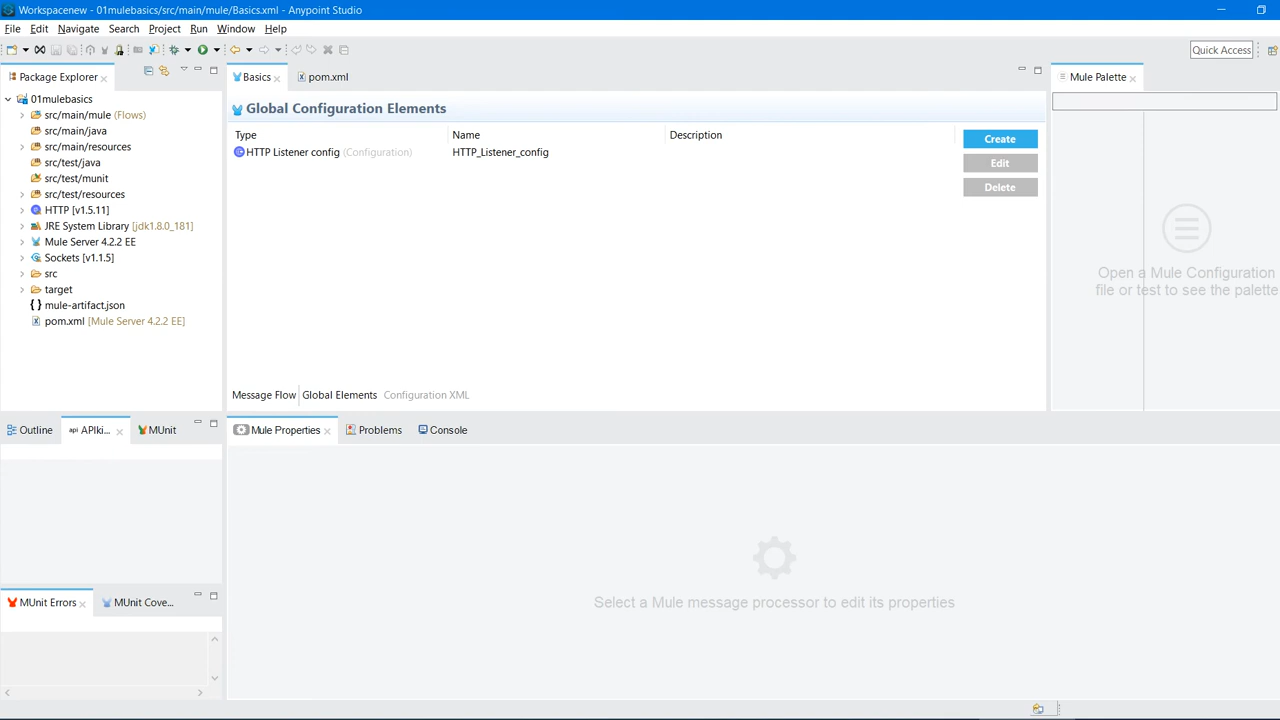 Workspacenew - 01mulebasics/src/main/mule/Basics.xml - Anypoint Studio
File Edit Navigate Search Project Run Window Help
Quick Access
Package Explorer
01mulebasics
src/main/mule (Flows)
src/main/java
src/main/resources
src/test/java
src/test/munit
src/test/resources
HTTP [v1.5.11]
JRE System Library [jdk1.8.0_181]
Mule Server 4.2.2 EE
Sockets [v1.1.5]
src
target
mule-artifact.json
pom.xml [Mule Server 4.2.2 EE]
Basics pom.xml
Global Configuration Elements
Type Name Description
HTTP Listener config (Configuration) HTTP_Listener_config
Create
Edit
Delete
Message Flow Global Elements Configuration XML
Mule Palette
Open a Mule Configuration
file or test to see the palette
Outline api APIki... MUnit
MUnit Errors MUnit Cove...
Mule Properties Problems Console
Select a Mule message processor to edit its properties